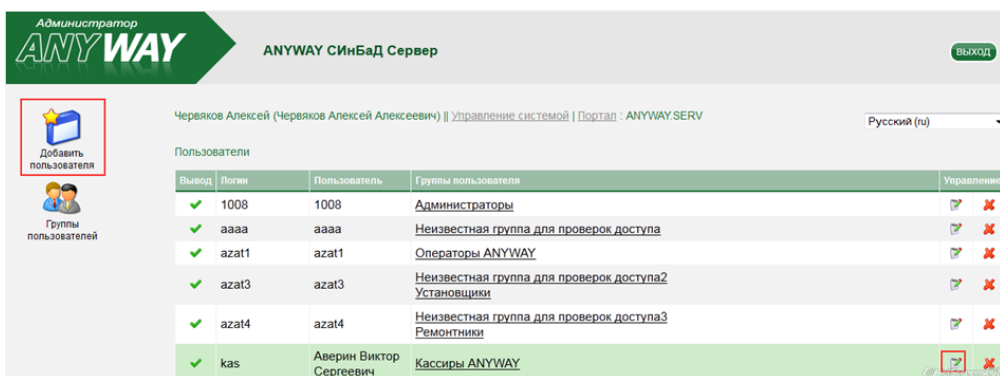 Администратор
ANYWAY
ANYWAY СИнБаД Сервер
ВЫХОД
Добавить
пользователя
Группы
пользователей
Червяков Алексей (Червяков Алексей Алексеевич) || Управление системой | Портал : ANYWAY.SERV
Русский (ru)
Пользователи
Вывод Логин Пользователь Группы пользователя Управление
1008 1008 Администраторы
aaaa aaaa Неизвестная группа для проверок доступа
azat1 azat1 Операторы ANYWAY
azat3 azat3 Неизвестная группа для проверок доступа2
Установщики
azat4 azat4 Неизвестная группа для проверок доступа3
Ремонтники
kas Аверин Виктор
Сергеевич Кассиры ANYWAY